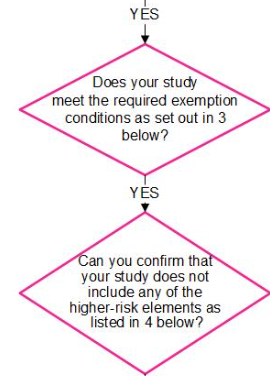 YES
Does your study
meet the required exemption
conditions as set out in 3
below?
YES
Can you confirm that
your study does not
include any of the
higher-risk elements as
listed in 4 below?